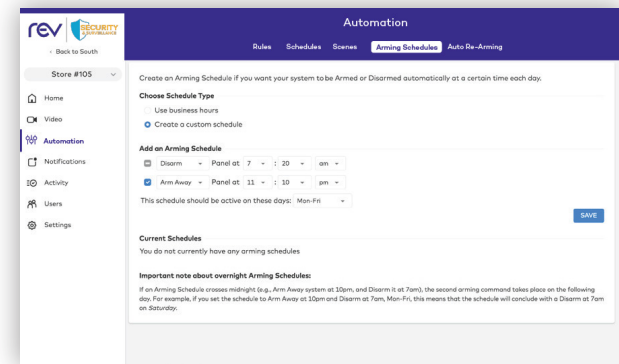 rev
SECURITY
& SURVEILLANCE
‹ Back to South
Store #105
Home
Video
Automation
Notifications
Activity
Users
Settings
Automation
Rules Schedules Scenes Arming Schedules Auto Re-Arming
Create an Arming Schedule if you want your system to be Armed or Disarmed automatically at a certain time each day.
Choose Schedule Type
Use business hours
Create a custom schedule
Add an Arming Schedule
Disarm Panel at 7 : 20 am
Arm Away Panel at 11 : 10 pm
This schedule should be active on these days: Mon-Fri
SAVE
Current Schedules
You do not currently have any arming schedules
Important note about overnight Arming Schedules:
If an Arming Schedule crosses midnight (e.g., Arm Away system at 10pm, and Disarm it at 7am), the second arming command takes place on the following
day. For example, if you set the schedule to Arm Away at 10pm and Disarm at 7am, Mon-Fri, this means that the schedule will conclude with a Disarm at 7am
on Saturday.